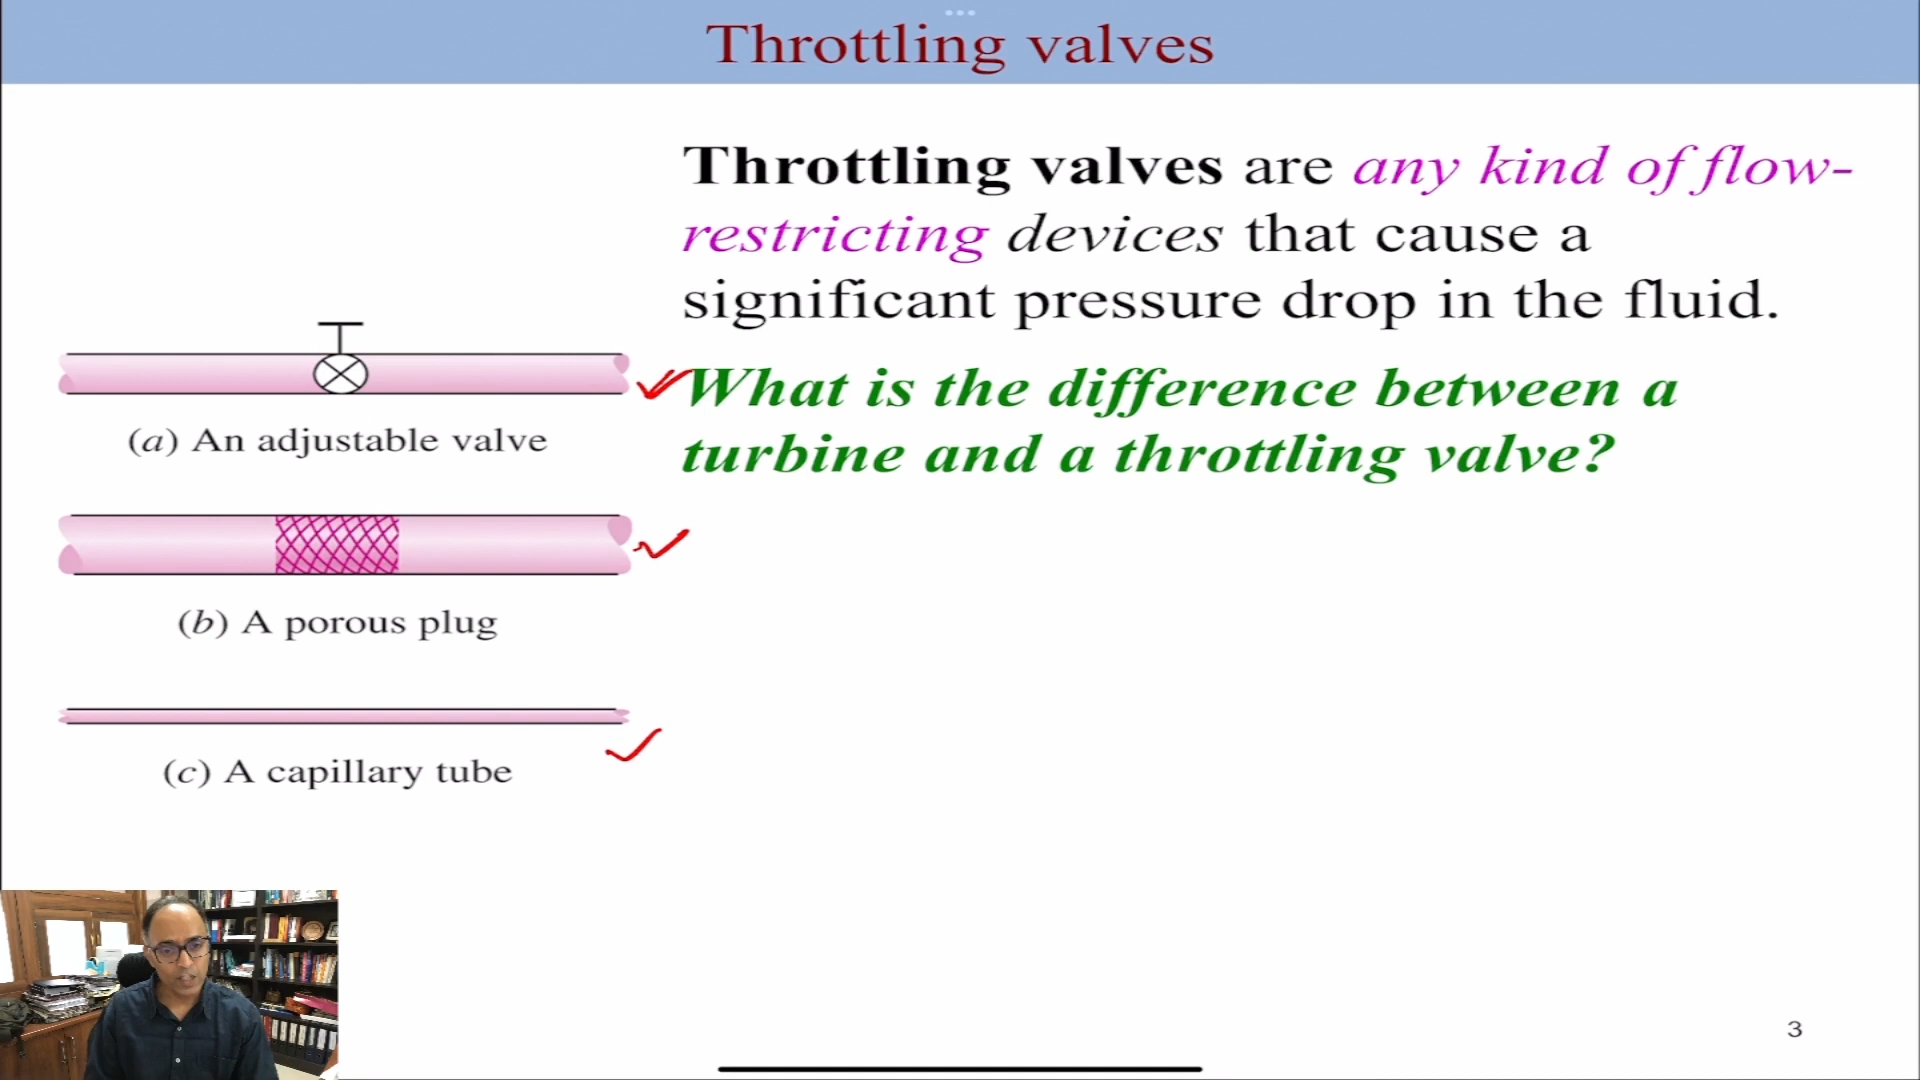 Throttling valves
Throttling valves are any kind of flow-
restricting devices that cause a
significant pressure drop in the fluid.
What is the difference between a
turbine and a throttling valve?
(a) An adjustable valve
(b) A porous plug
(c) A capillary tube
3